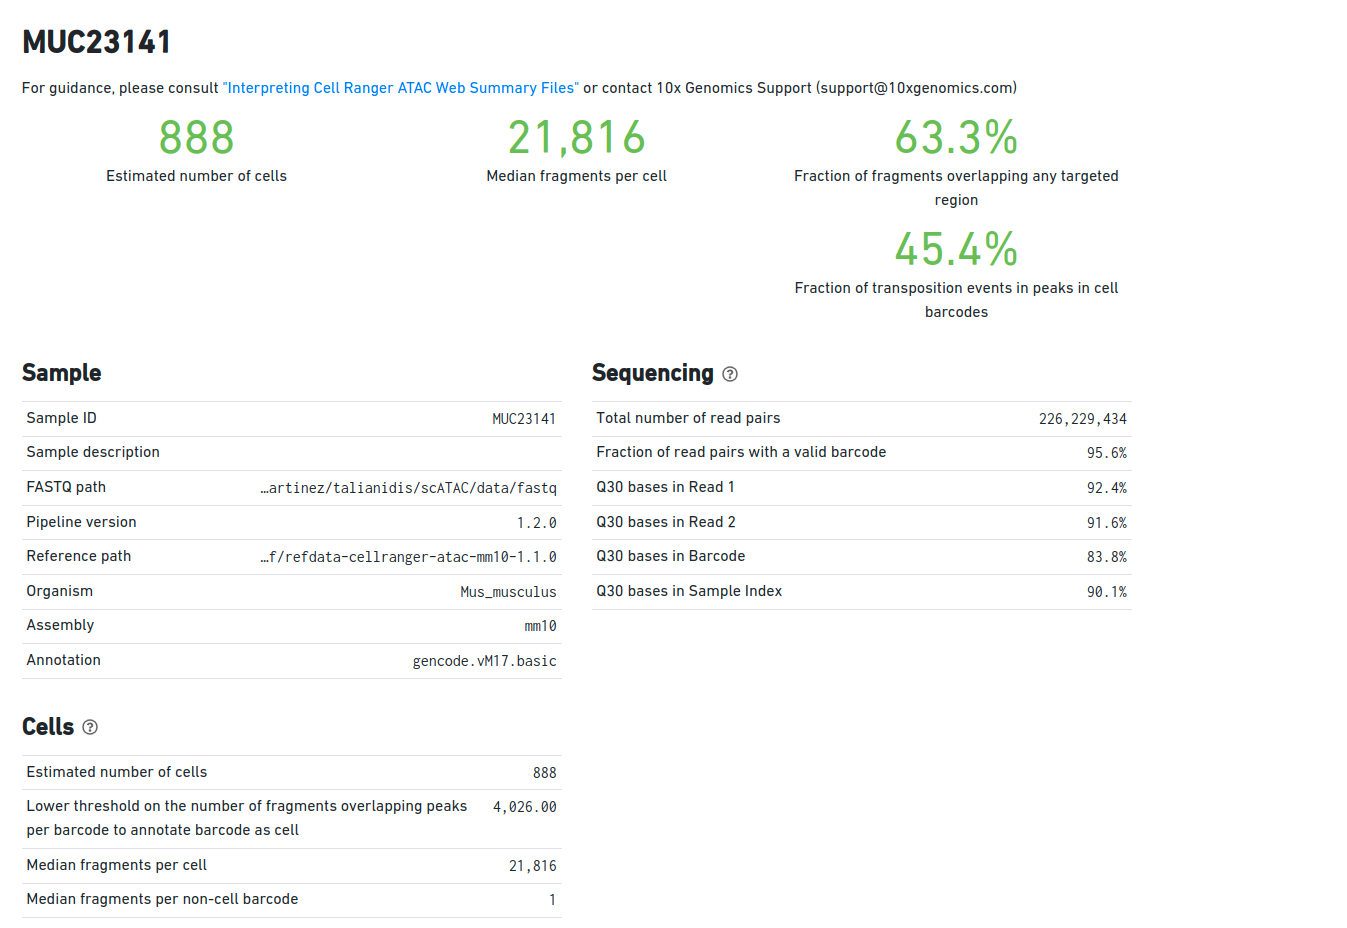 MUC23141
For guidance, please consult "Interpreting Cell Ranger ATAC Web Summary Files" or contact 10x Genomics Support (support@10xgenomics.com)
888
Estimated number of cells
21,816
Median fragments per cell
63.3%
Fraction of fragments overlapping any targeted
region
45.4%
Fraction of transposition events in peaks in cell
barcodes
Sample
Sample ID MUC23141
Sample description
FASTQ path …artinez/talianidis/scATAC/data/fastq
Pipeline version 1.2.0
Reference path …f/refdata-cellranger-atac-mm10-1.1.0
Organism Mus_musculus
Assembly mm10
Annotation gencode.vM17.basic
Sequencing ?
Total number of read pairs 226,229,434
Fraction of read pairs with a valid barcode 95.6%
Q30 bases in Read 1 92.4%
Q30 bases in Read 2 91.6%
Q30 bases in Barcode 83.8%
Q30 bases in Sample Index 90.1%
Cells ?
Estimated number of cells 888
Lower threshold on the number of fragments overlapping peaks 4,026.00
per barcode to annotate barcode as cell
Median fragments per cell 21,816
Median fragments per non-cell barcode 1